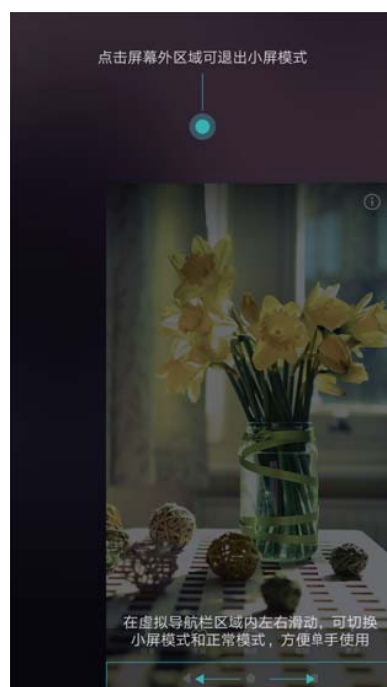 点击屏幕外区域可退出小屏模式
在虚拟导航栏区域内左右滑动，可切换
小屏模式和正常模式，方便单手使用